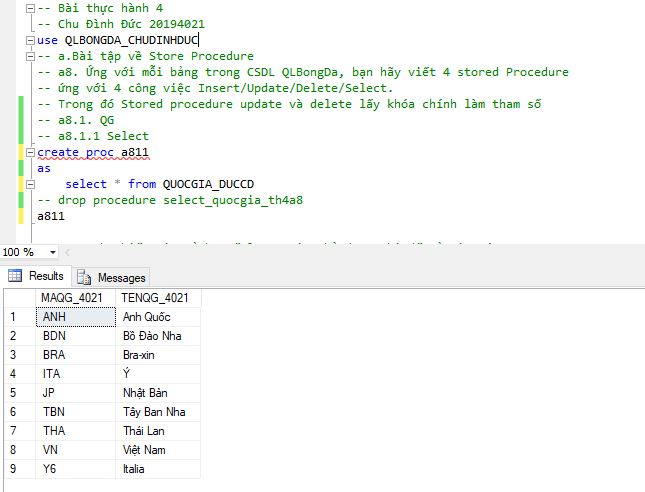 -- Bài thực hành 4
-- Chu Đình Đức 20194021
use QLBONGDA_CHUDINHDUC
-- a.Bài tập về Store Procedure
-- a8. Ứng với mỗi bảng trong CSDL QLBongDa, bạn hãy viết 4 stored Procedure
-- ứng với 4 công việc Insert/Update/Delete/Select.
-- Trong đó Stored procedure update và delete lấy khóa chính làm tham số
-- a8.1. QG
-- a8.1.1 Select
create proc a811
as
select * from QUOCGIA_DUCCD
-- drop procedure select_quocgia_th4a8
a811
100 %
Results Messages
MAQG_4021 TENQG_4021
1 ANH Anh Quốc
2 BDN Bồ Đào Nha
3 BRA Bra-xin
4 ITA Ý
5 JP Nhật Bản
6 TBN Tây Ban Nha
7 THA Thái Lan
8 VN Việt Nam
9 Y6 Italia